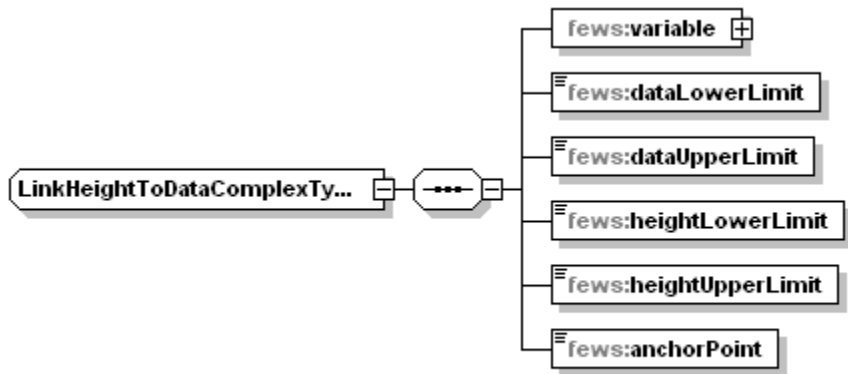 fews:variable
fews:dataLowerLimit
fews:dataUpperLimit
LinkHeightToDataComplexTy...
fews:heightLowerLimit
fews:heightUpperLimit
fews:anchorPoint